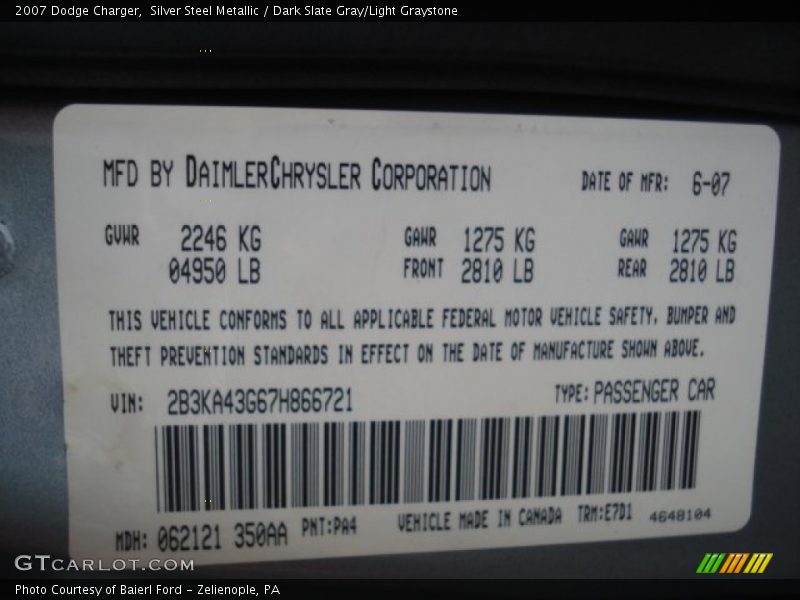 2007 Dodge Charger,  Silver Steel Metallic / Dark Slate Gray/Light Graystone
MFD BY DAIMLERCHRYSLER CORPORATION DATE OF MFR: 6-07
GVWR 2246 KG GAWR 1275 KG GAWR 1275 KG
04950 LB FRONT 2810 LB REAR 2810 LB
THIS VEHICLE CONFORMS TO ALL APPLICABLE FEDERAL MOTOR VEHICLE SAFETY, BUMPER AND
THEFT PREVENTION STANDARDS IN EFFECT ON THE DATE OF MANUFACTURE SHOWN ABOVE.
VIN: 2B3KA43G67H866721 TYPE: PASSENGER CAR
MDH: 062121 350AA PNT:PA4 VEHICLE MADE IN CANADA TRM:E7D1 4648104
GTCARLOT.COM
Photo Courtesy of Baierl Ford - Zelienople, PA